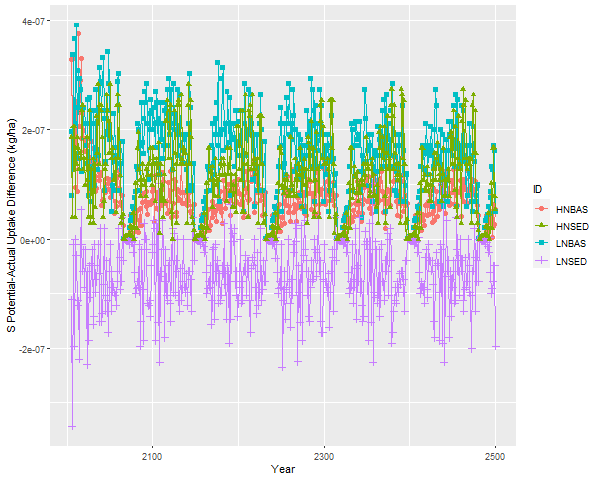 4e-07
2e-07
0e+00
-2e-07
S Potential-Actual Uptake Difference (kg/ha)
2100
2300
2500
Year
ID
HNBAS
HNSED
LNBAS
LNSED